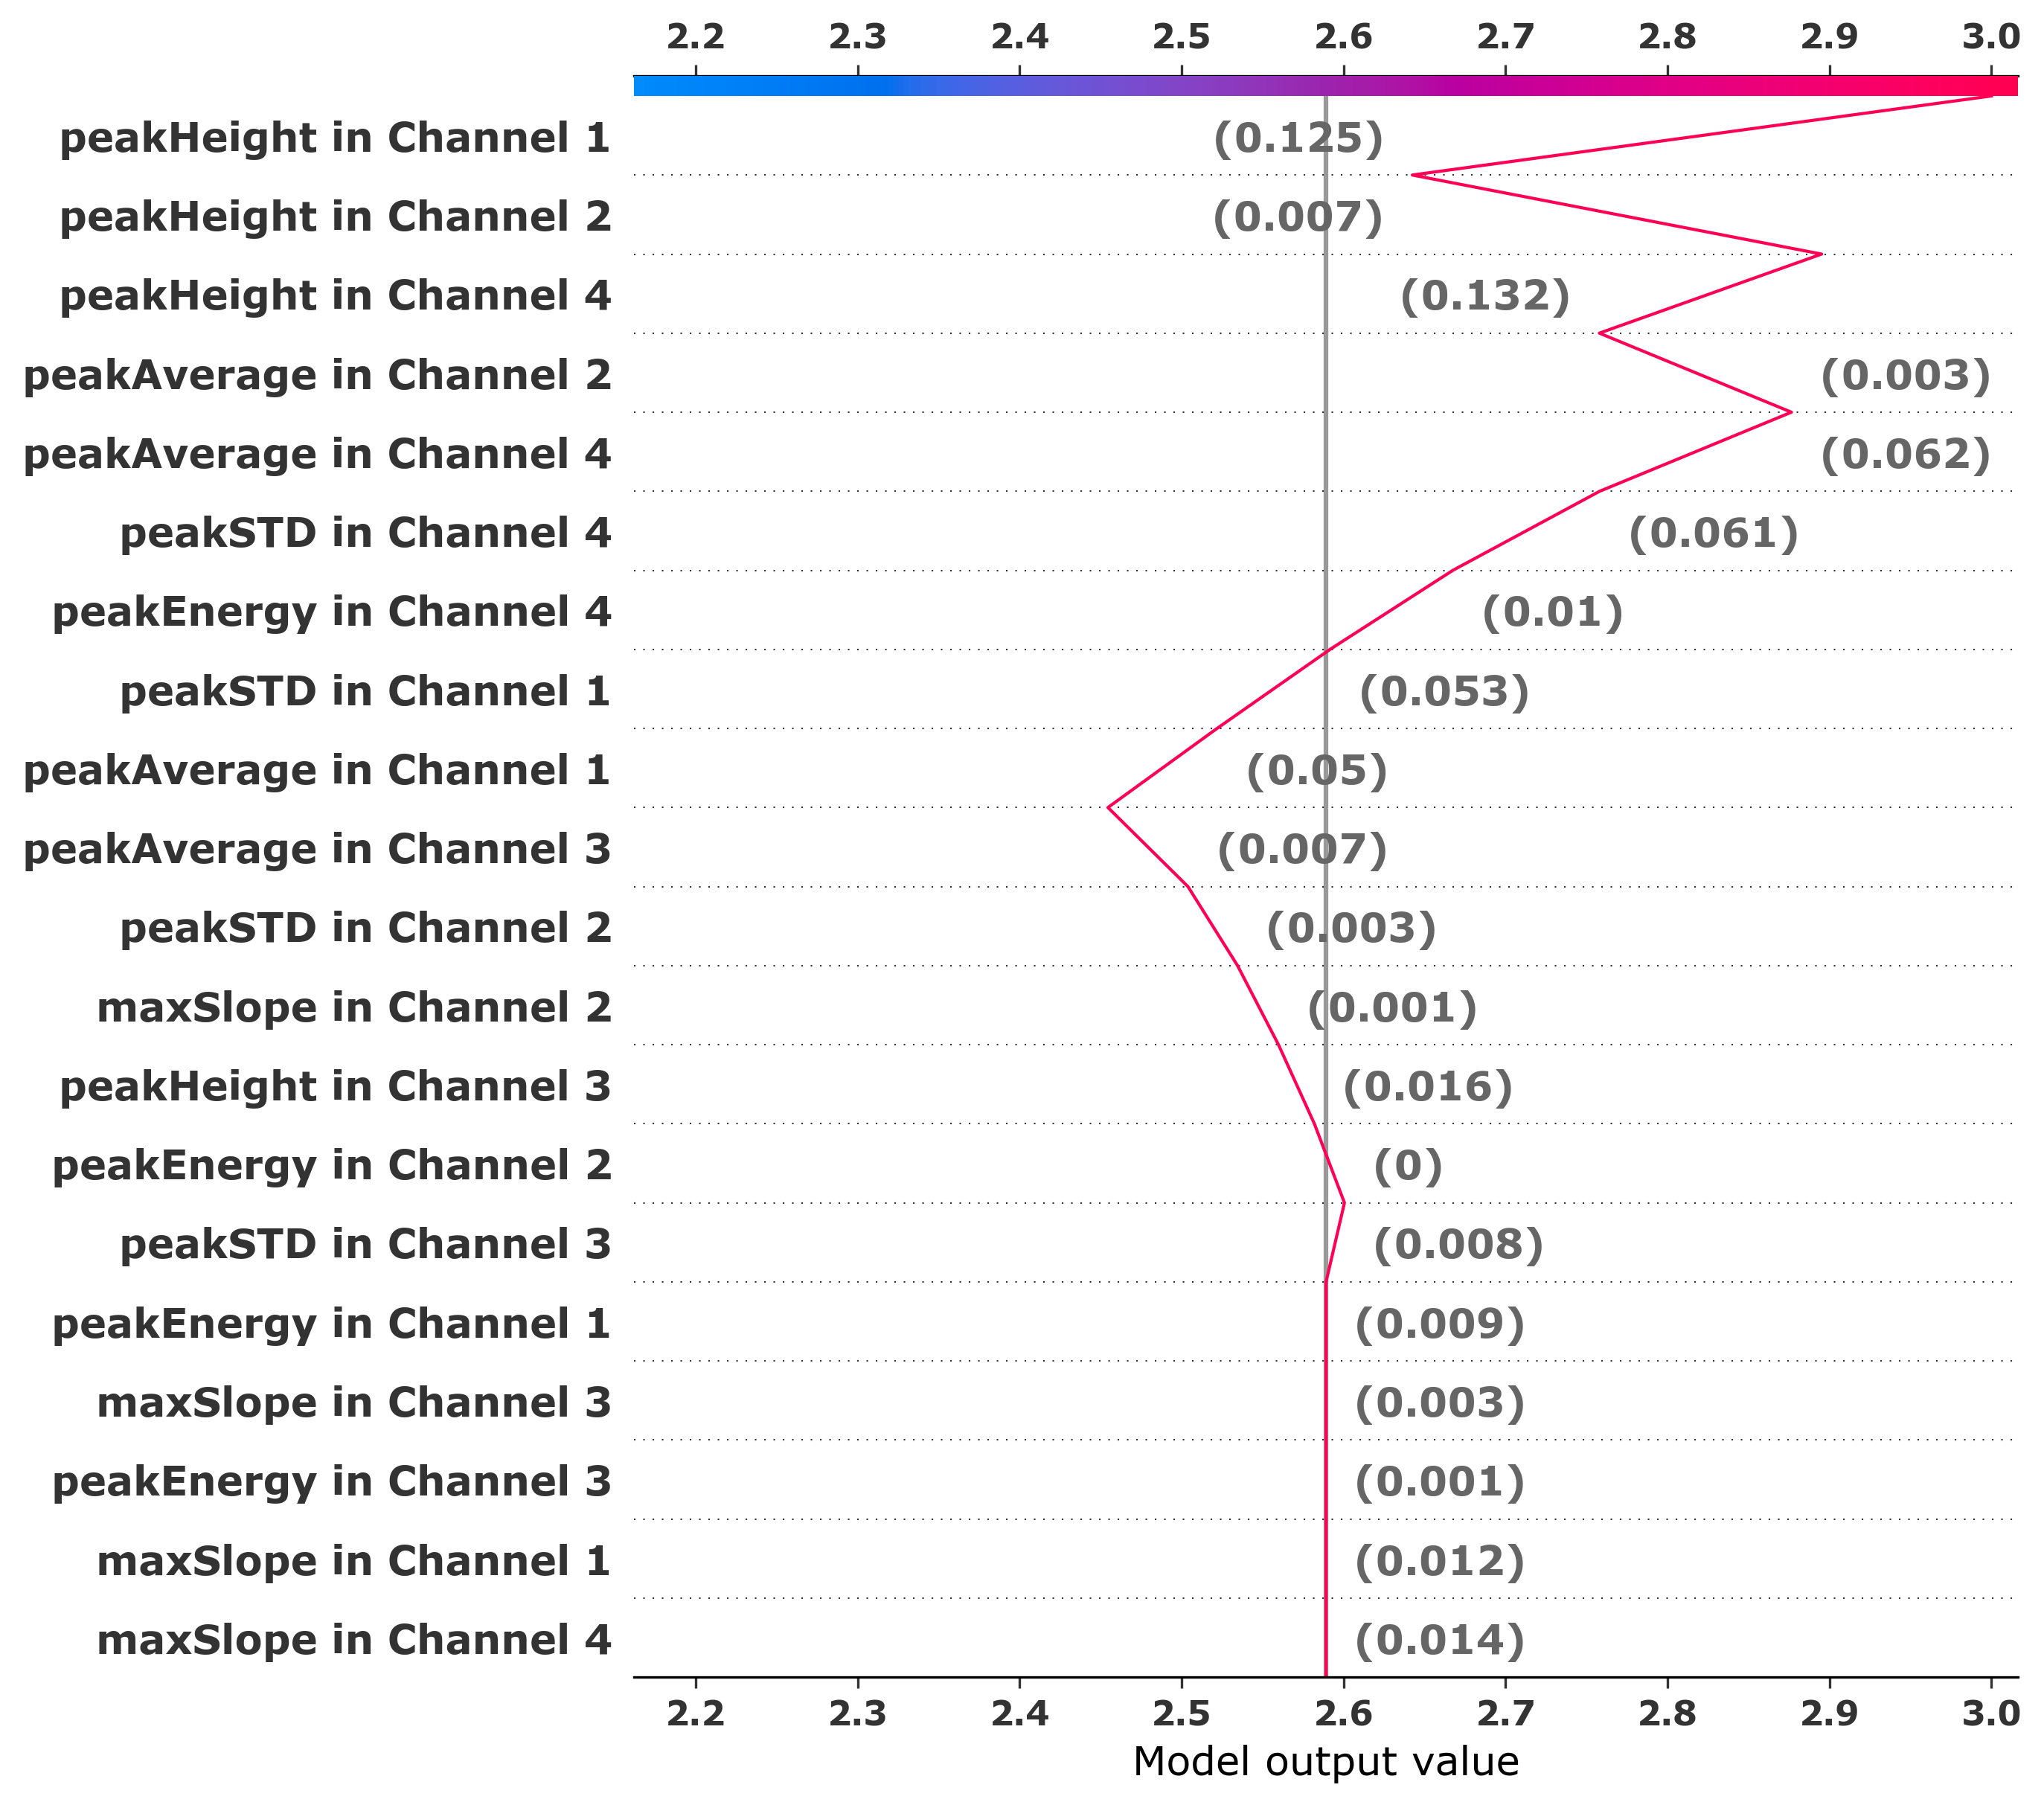 2.2 2.3 2.4 2.5 2.6 2.7 2.8 2.9 3.0
peakHeight in Channel 1 (0.125)
peakHeight in Channel 2 (0.007)
peakHeight in Channel 4 (0.132)
peakAverage in Channel 2 (0.003)
peakAverage in Channel 4 (0.062)
peakSTD in Channel 4 (0.061)
peakEnergy in Channel 4 (0.01)
peakSTD in Channel 1 (0.053)
peakAverage in Channel 1 (0.05)
peakAverage in Channel 3 (0.007)
peakSTD in Channel 2 (0.003)
maxSlope in Channel 2 (0.001)
peakHeight in Channel 3 (0.016)
peakEnergy in Channel 2 (0)
peakSTD in Channel 3 (0.008)
peakEnergy in Channel 1 (0.009)
maxSlope in Channel 3 (0.003)
peakEnergy in Channel 3 (0.001)
maxSlope in Channel 1 (0.012)
maxSlope in Channel 4 (0.014)
2.2 2.3 2.4 2.5 2.6 2.7 2.8 2.9 3.0
Model output value